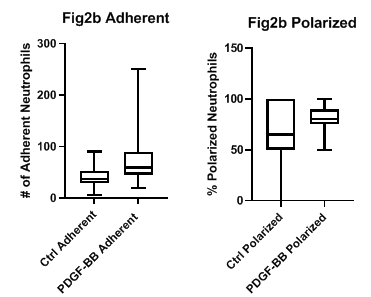 Fig2b Adherent
# of Adherent Neutrophils
300
200
100
0
Ctrl Adherent
PDGF-BB Adherent
Fig2b Polarized
% Polarized Neutrophils
150
100
50
0
Ctrl Polarized
PDGF-BB Polarized